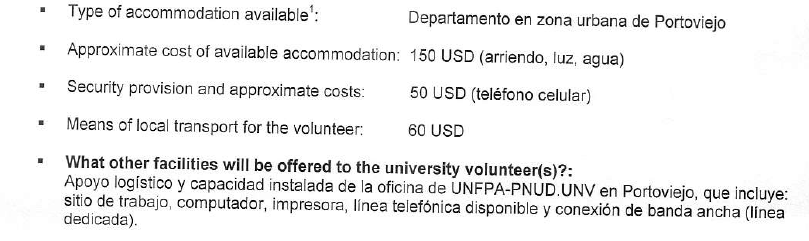 ▪ Type of accommodation available¹: Departamento en zona urbana de Portoviejo
▪ Approximate cost of available accommodation: 150 USD (arriendo, luz, agua)
▪ Security provision and approximate costs: 50 USD (teléfono celular)
▪ Means of local transport for the volunteer: 60 USD
▪ What other facilities will be offered to the university volunteer(s)?:
Apoyo logístico y capacidad instalada de la oficina de UNFPA-PNUD.UNV en Portoviejo, que incluye:
sitio de trabajo, computador, impresora, línea telefónica disponible y conexión de banda ancha (línea
dedicada).